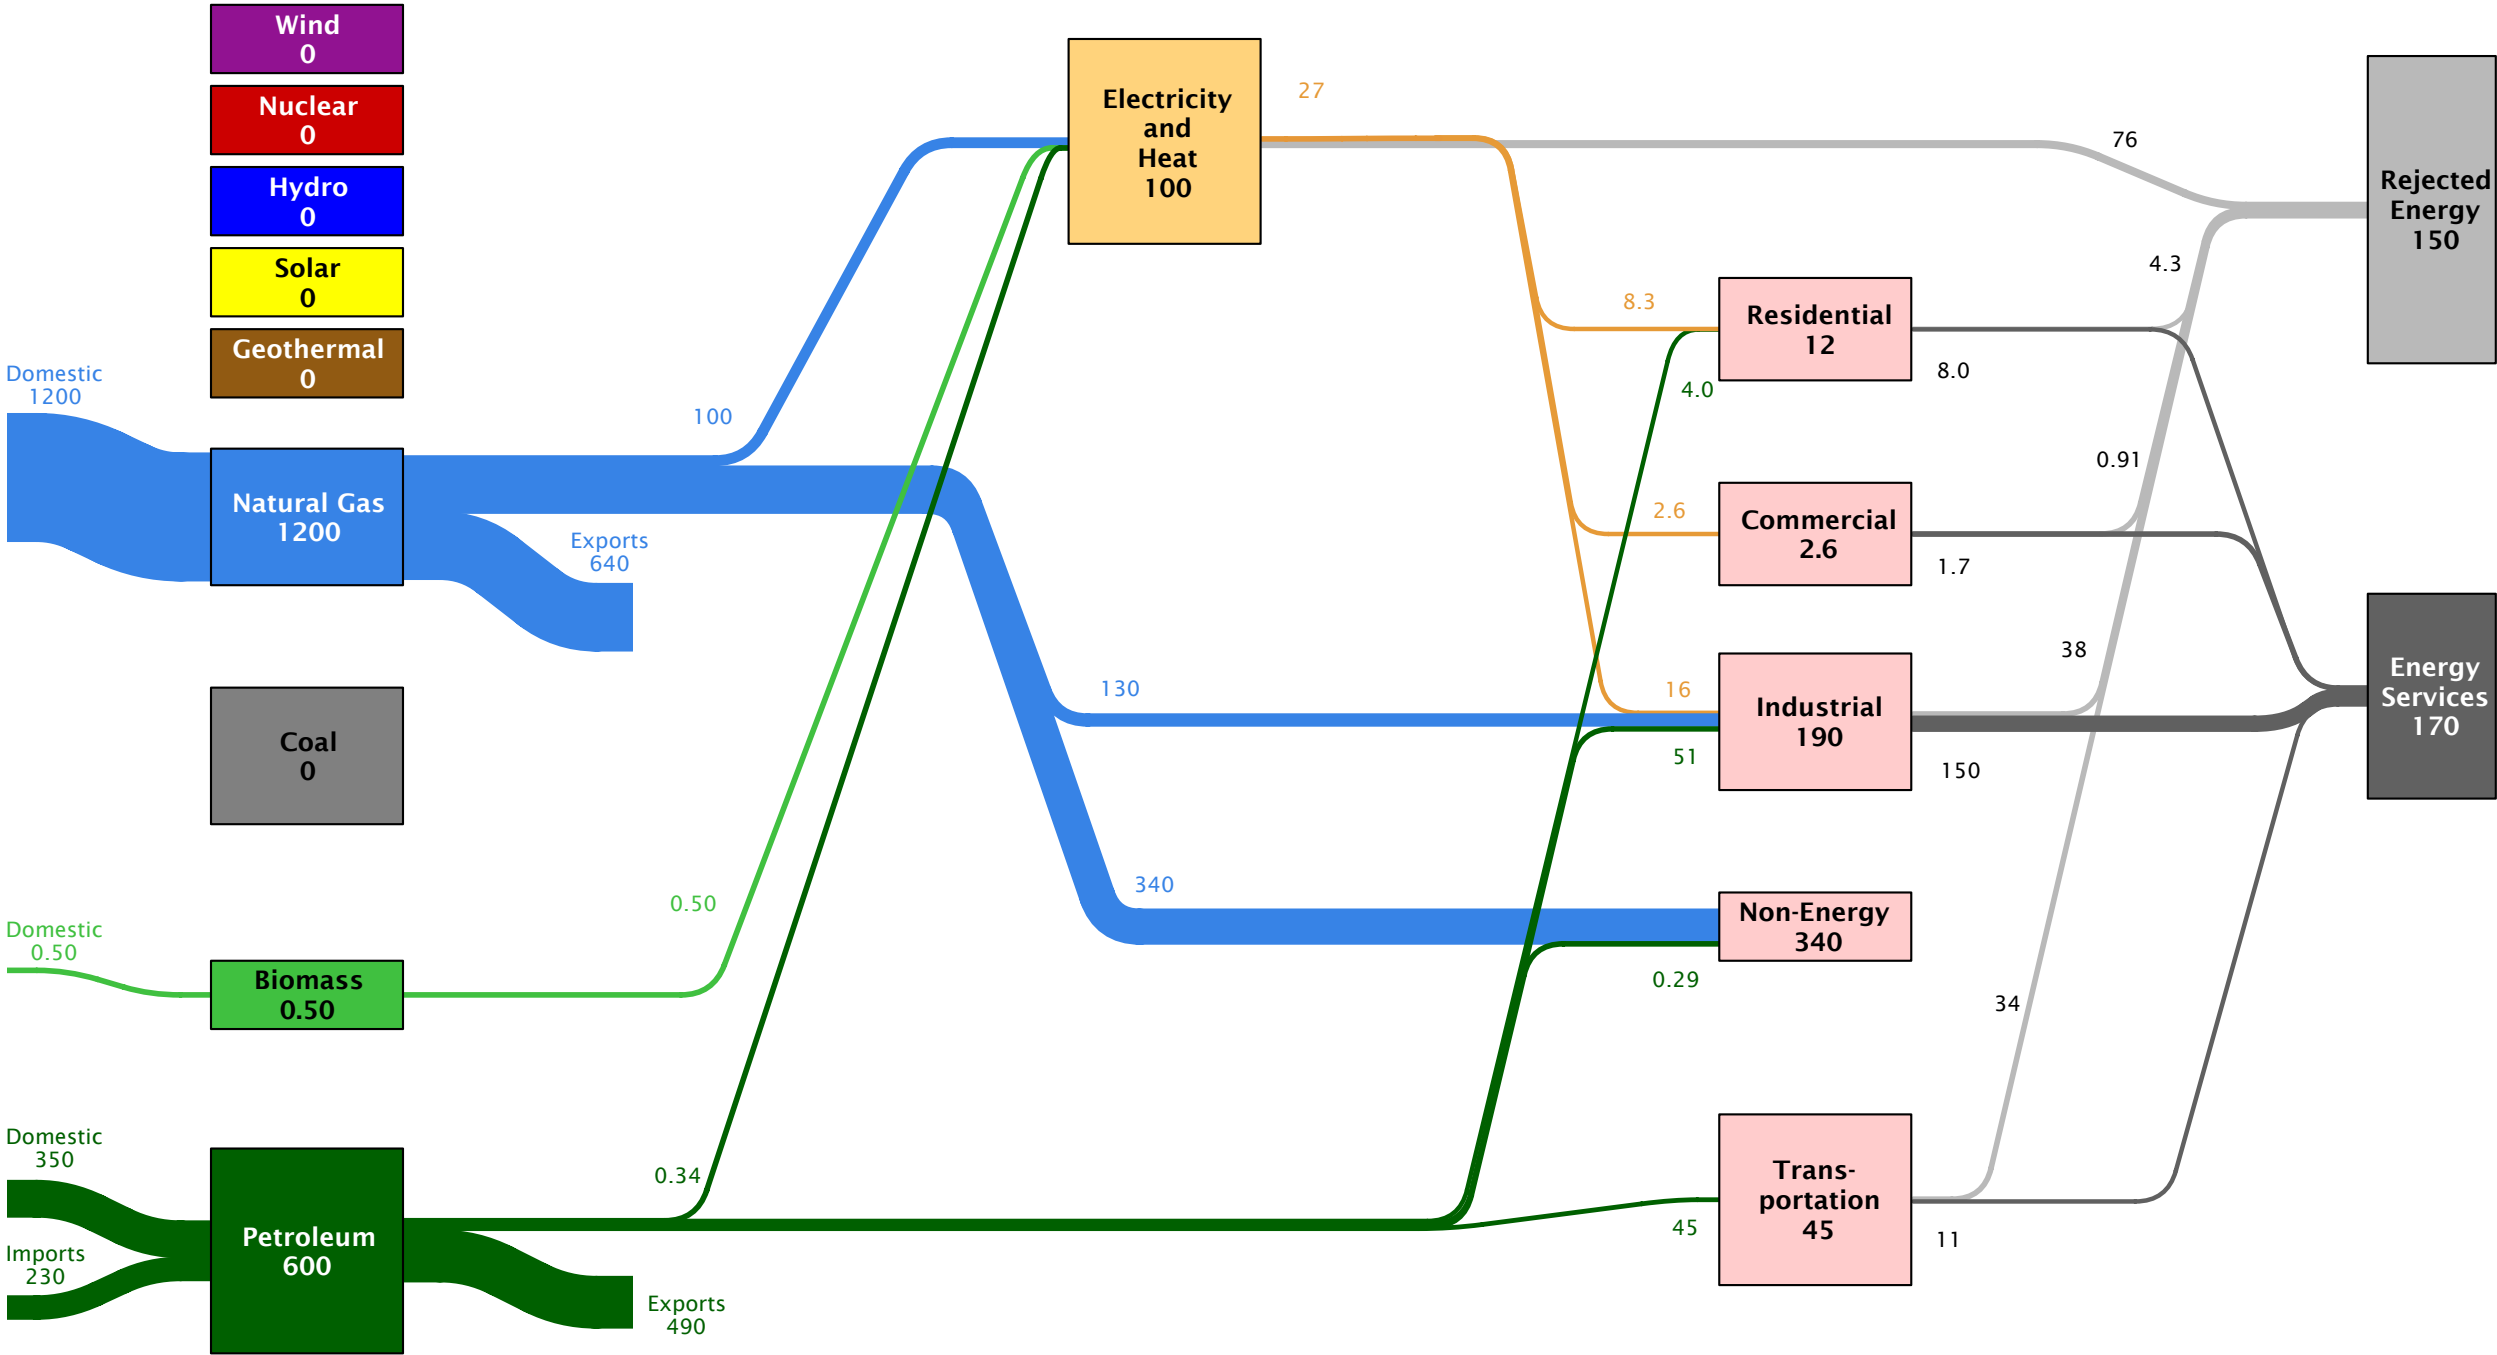 Wind
0
Nuclear
0
Hydro
0
Solar
0
Geothermal
0
Domestic
1200
Natural Gas
1200
Exports
640
Coal
0
Domestic
0.50
Biomass
0.50
Domestic
350
Imports
230
Petroleum
600
Exports
490
100
0.50
0.34
Electricity
and
Heat
100
27
130
340
8.3
4.0
2.6
16
51
0.29
45
Residential
12
Commercial
2.6
Industrial
190
Non-Energy
340
Trans-
portation
45
76
4.3
8.0
0.91
1.7
38
150
34
11
Rejected
Energy
150
Energy
Services
170